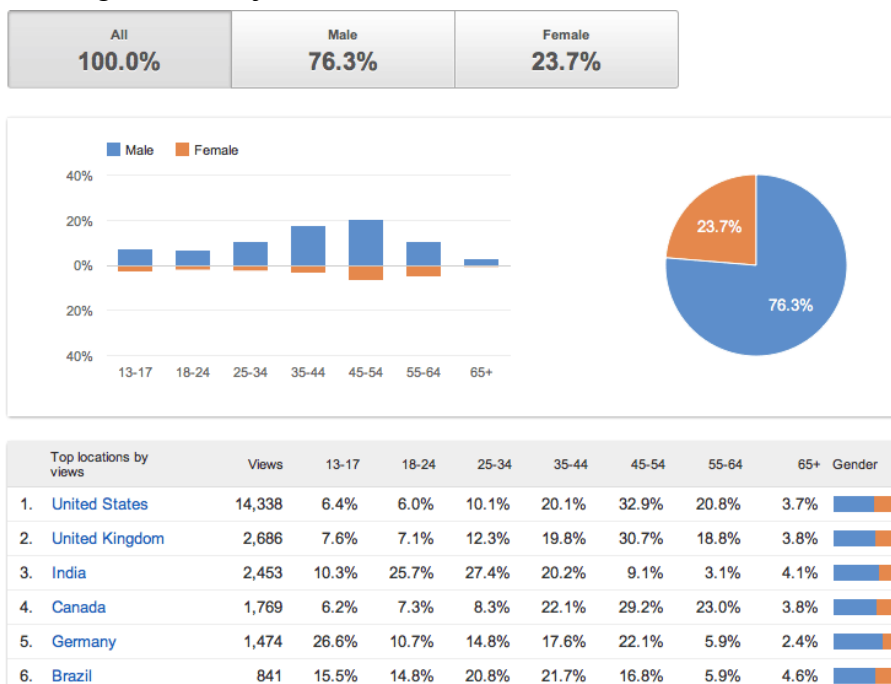 All Male Female
100.0% 76.3% 23.7%
Male Female
40%
20%
0%
20%
40%
13-17 18-24 25-34 35-44 45-54 55-64 65+
23.7%
76.3%
Top locations by views Views 13-17 18-24 25-34 35-44 45-54 55-64 65+ Gender
1. United States 14,338 6.4% 6.0% 10.1% 20.1% 32.9% 20.8% 3.7%
2. United Kingdom 2,686 7.6% 7.1% 12.3% 19.8% 30.7% 18.8% 3.8%
3. India 2,453 10.3% 25.7% 27.4% 20.2% 9.1% 3.1% 4.1%
4. Canada 1,769 6.2% 7.3% 8.3% 22.1% 29.2% 23.0% 3.8%
5. Germany 1,474 26.6% 10.7% 14.8% 17.6% 22.1% 5.9% 2.4%
6. Brazil 841 15.5% 14.8% 20.8% 21.7% 16.8% 5.9% 4.6%